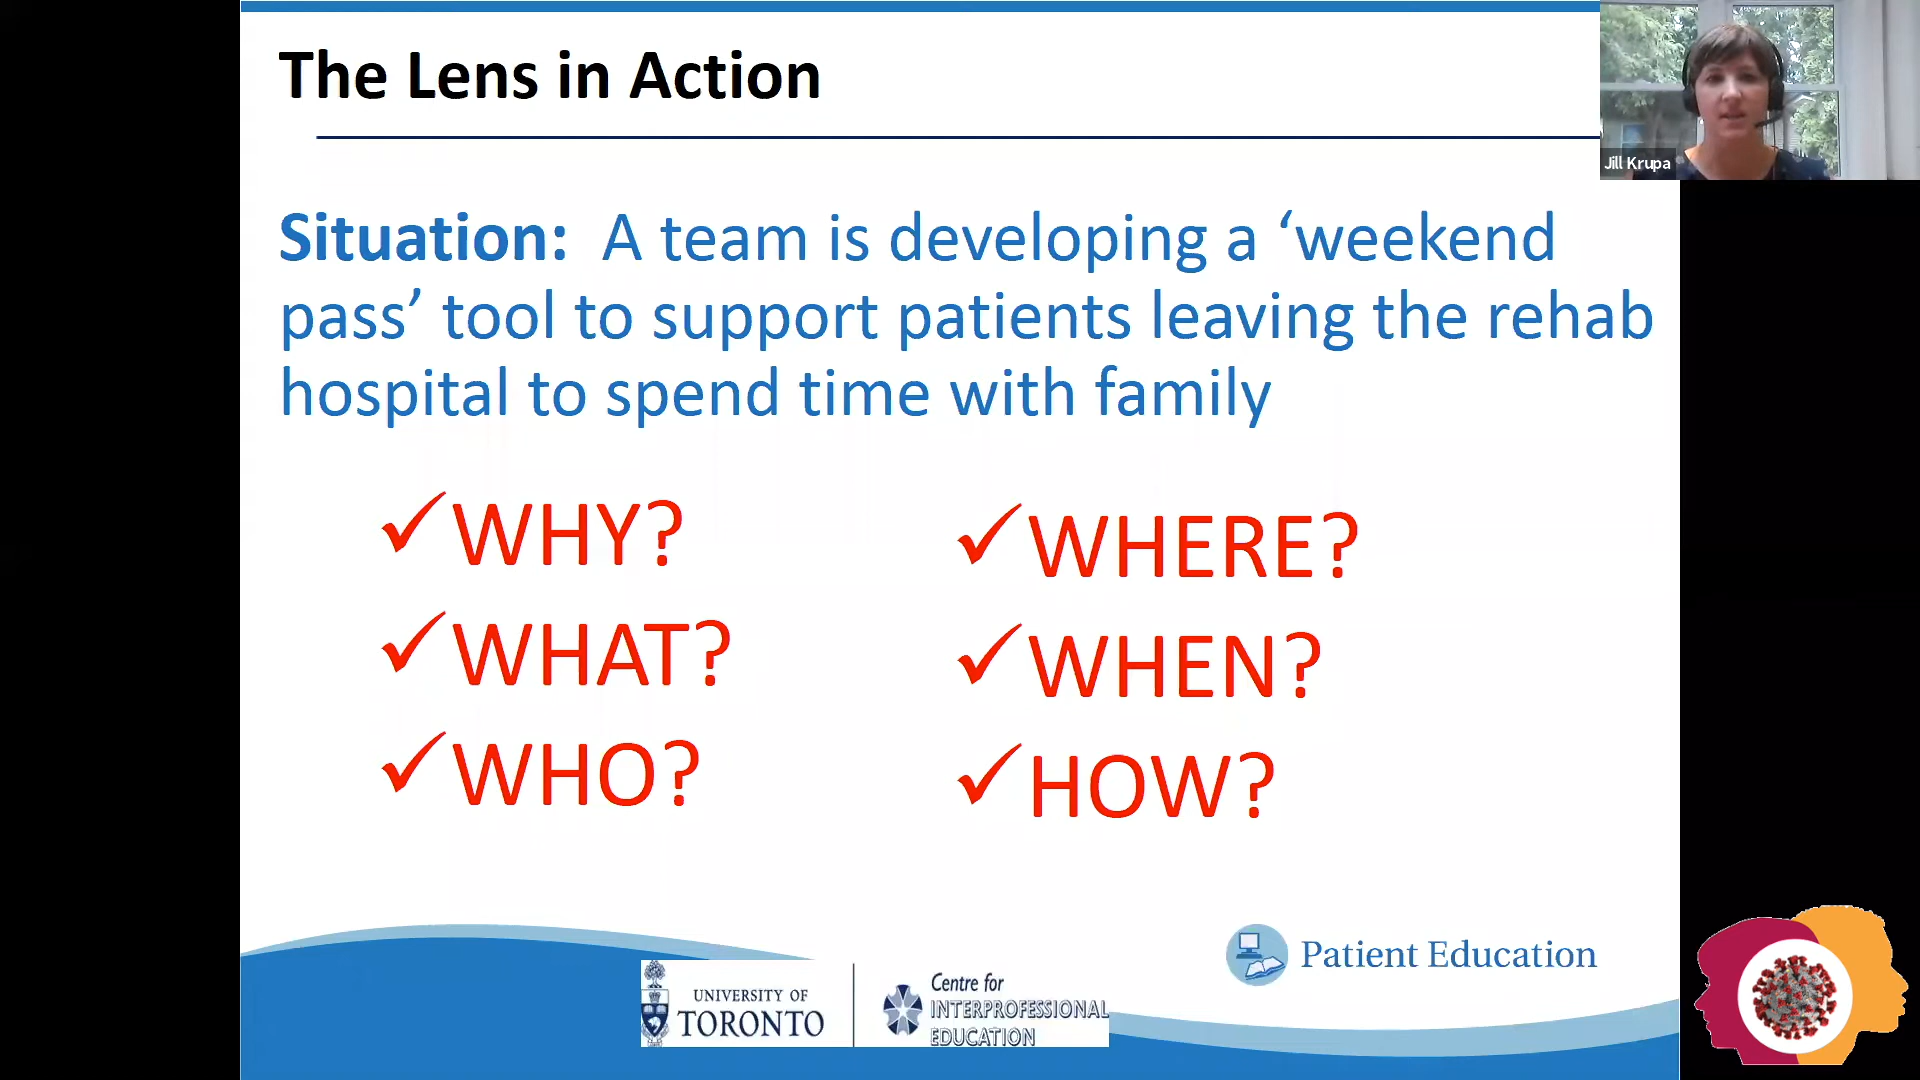 The Lens in Action
Jill Krupa
Situation: A team is developing a ‘weekend
pass’ tool to support patients leaving the rehab
hospital to spend time with family
✓WHY?
✓WHAT?
✓WHO?
✓WHERE?
✓WHEN?
✓HOW?
Patient Education
UNIVERSITY OF
TORONTO
Centre for
INTERPROFESSIONAL
EDUCATION